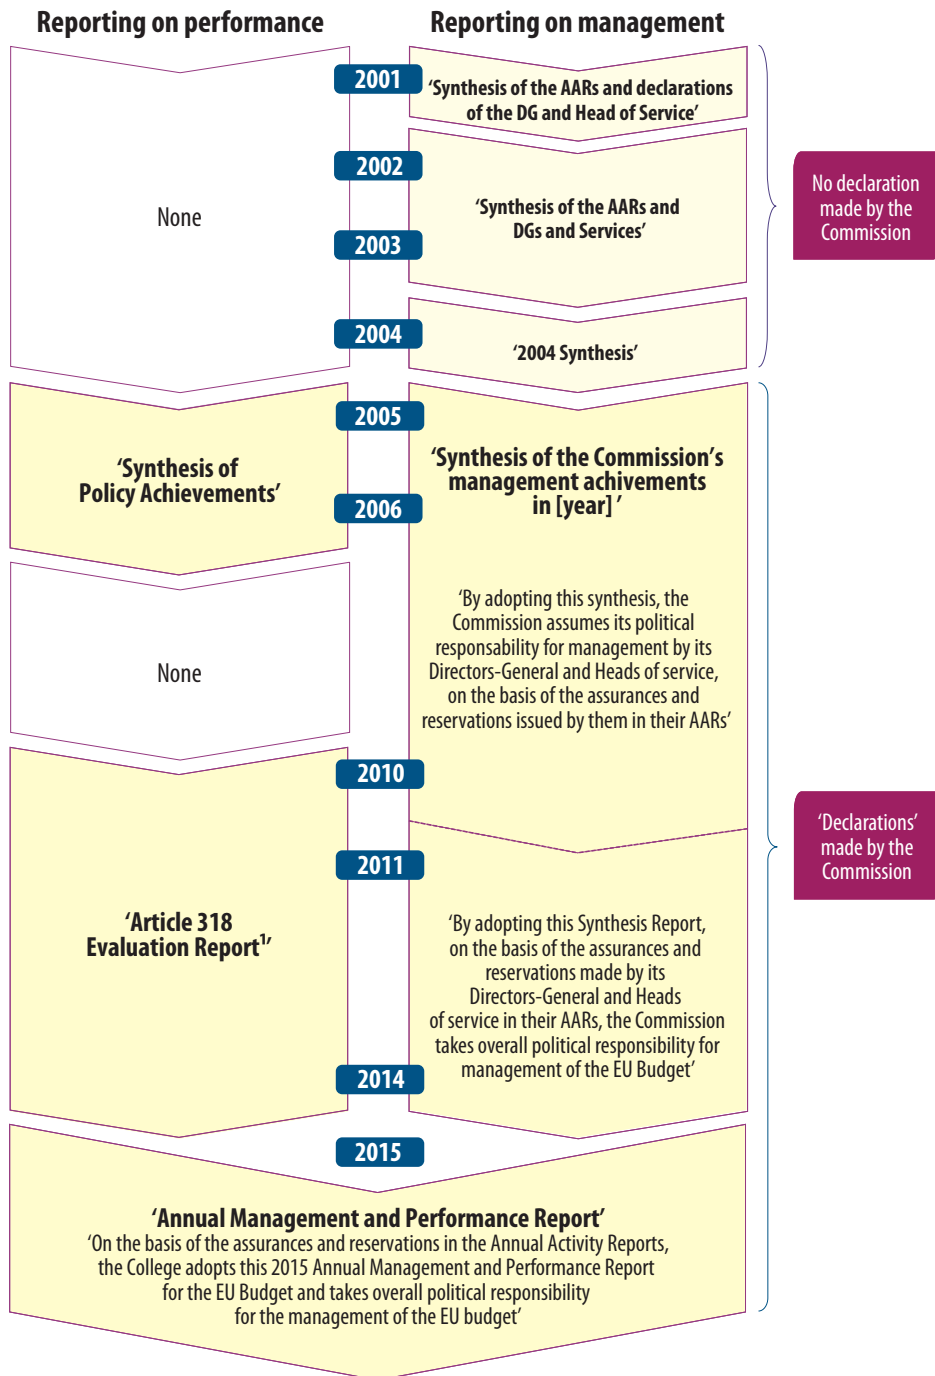 Reporting on performance
Reporting on management
2001
‘Synthesis of the AARs and declarations
of the DG and Head of Service’
2002
None
‘Synthesis of the AARs and
DGs and Services’
2003
No declaration
made by the
Commission
2004
‘2004 Synthesis’
2005
‘Synthesis of
Policy Achievements’
‘Synthesis of the Commission’s
management achivements
in [year] ’
2006
‘By adopting this synthesis, the
Commission assumes its political
responsability for management by its
Directors-General and Heads of service,
on the basis of the assurances and
reservations issued by them in their AARs’
None
2010
2011
‘Declarations’
made by the
Commission
‘Article 318
Evaluation Report¹’
‘By adopting this Synthesis Report,
on the basis of the assurances and
reservations made by its
Directors-General and Heads
of service in their AARs, the Commission
takes overall political responsibility for
management of the EU Budget’
2014
2015
‘Annual Management and Performance Report’
‘On the basis of the assurances and reservations in the Annual Activity Reports,
the College adopts this 2015 Annual Management and Performance Report
for the EU Budget and takes overall political responsibility
for the management of the EU budget’